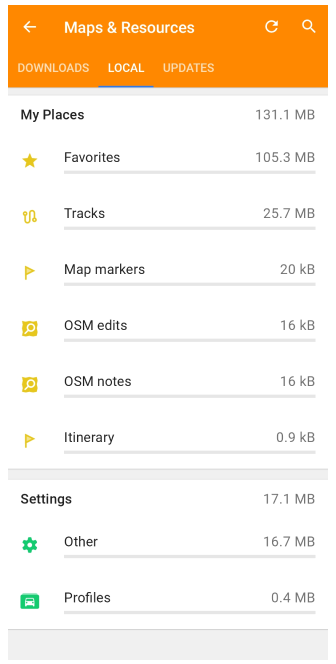 Maps & Resources
DOWNLOADS LOCAL UPDATES
My Places 131.1 MB
Favorites 105.3 MB
Tracks 25.7 MB
Map markers 20 kB
OSM edits 16 kB
OSM notes 16 kB
Itinerary 0.9 kB
Settings 17.1 MB
Other 16.7 MB
Profiles 0.4 MB